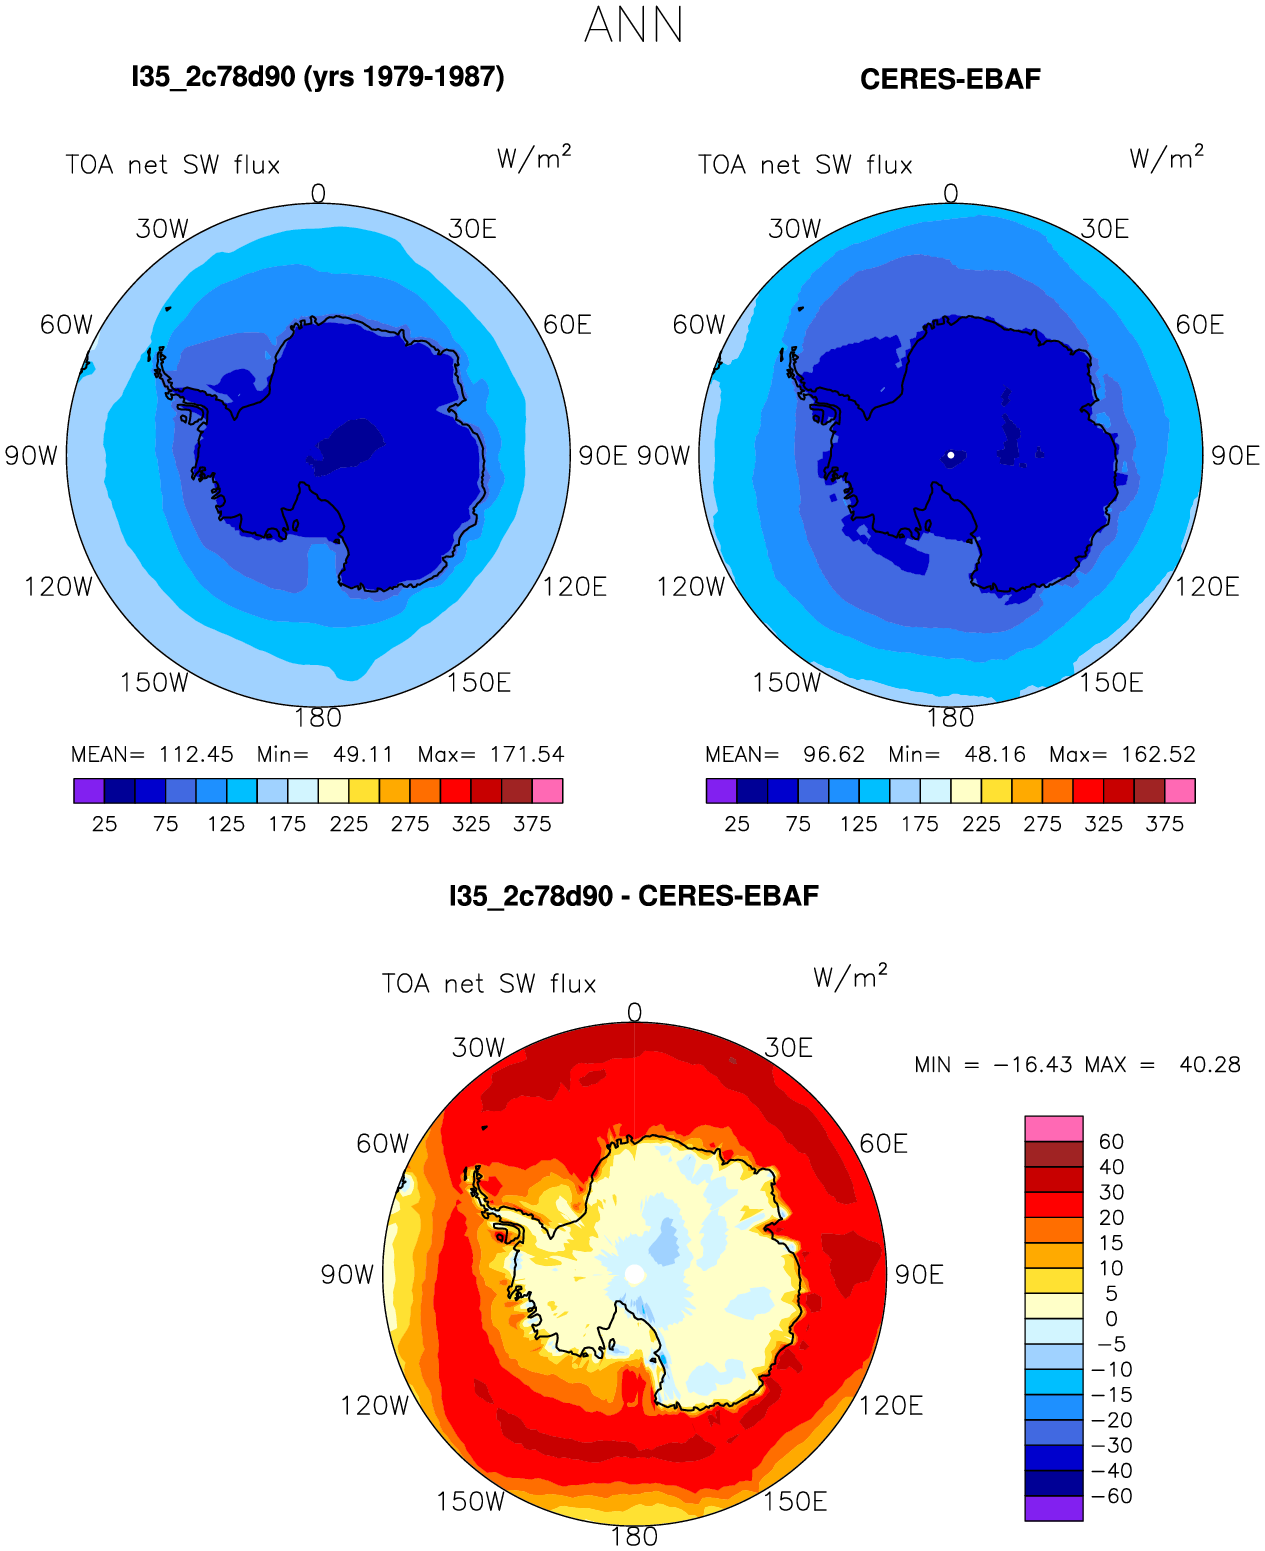 ANN
I35_2c78d90 (yrs 1979-1987)
CERES-EBAF
TOA net SW flux W/m²
TOA net SW flux W/m²
0
30W 30E
60W 60E
90W 90E
120W 120E
150W 150E
180
0
30W 30E
60W 60E
90W 90E
120W 120E
150W 150E
180
MEAN= 112.45 Min= 49.11 Max= 171.54
25 75 125 175 225 275 325 375
MEAN= 96.62 Min= 48.16 Max= 162.52
25 75 125 175 225 275 325 375
I35_2c78d90 - CERES-EBAF
TOA net SW flux W/m²
0
30W 30E
60W 60E
90W 90E
120W 120E
150W 150E
180
MIN = −16.43 MAX = 40.28
60
40
30
20
15
10
5
0
−5
−10
−15
−20
−30
−40
−60